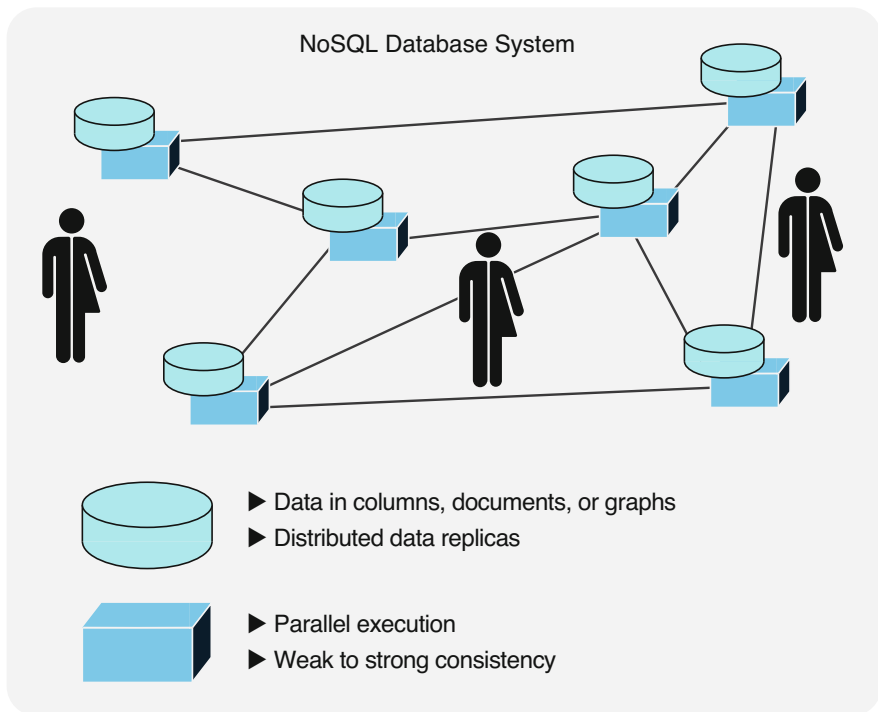 NoSQL Database System
▶ Data in columns, documents, or graphs
▶ Distributed data replicas
▶ Parallel execution
▶ Weak to strong consistency